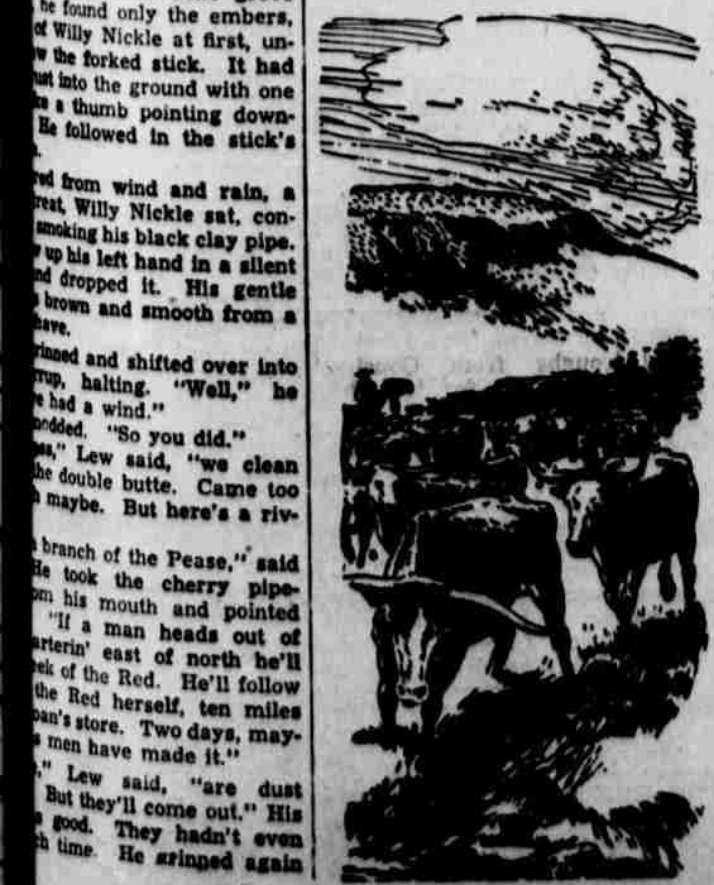 he found only the embers,
of Willy Nickle at first, un-
the forked stick. It had
into the ground with one
a thumb pointing down-
He followed in the stick's
from wind and rain, a
Willy Nickle sat, con-
smoking his black clay pipe.
up his left hand in a silent
dropped it. His gentle
brown and smooth from a
have.
and shifted over into
halting. "Well," he
had a wind."
nodded. "So you did."
Lew said, "we clean
the double butte. Came too
maybe. But here's a riv-
branch of the Pease," said
He took the cherry pipe-
his mouth and pointed
"If a man heads out of
east of north he'll
of the Red. He'll follow
the Red herself, ten miles
store. Two days, may-
men have made it."
Lew said, "are dust
But they'll come out." His
good. They hadn't even
time. He grinned again
from